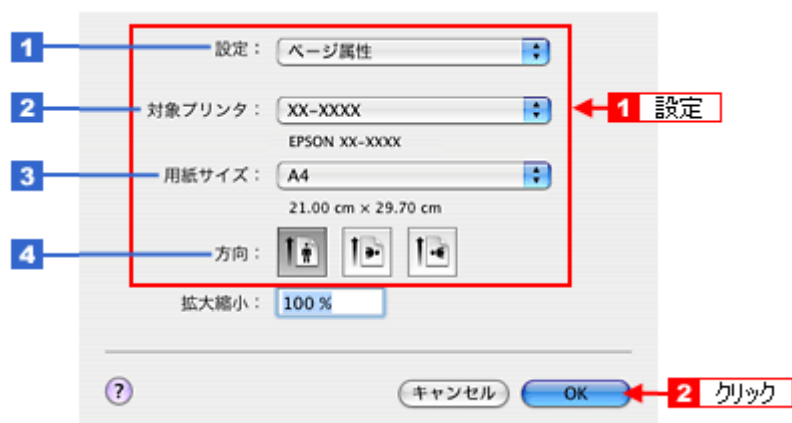 1 設定： ページ属性
2 対象プリンタ： XX-XXXX 1 設定
EPSON XX-XXXX
3 用紙サイズ： A4
21.00 cm × 29.70 cm
4 方向：
拡大縮小： 100 %
? キャンセル OK 2 クリック